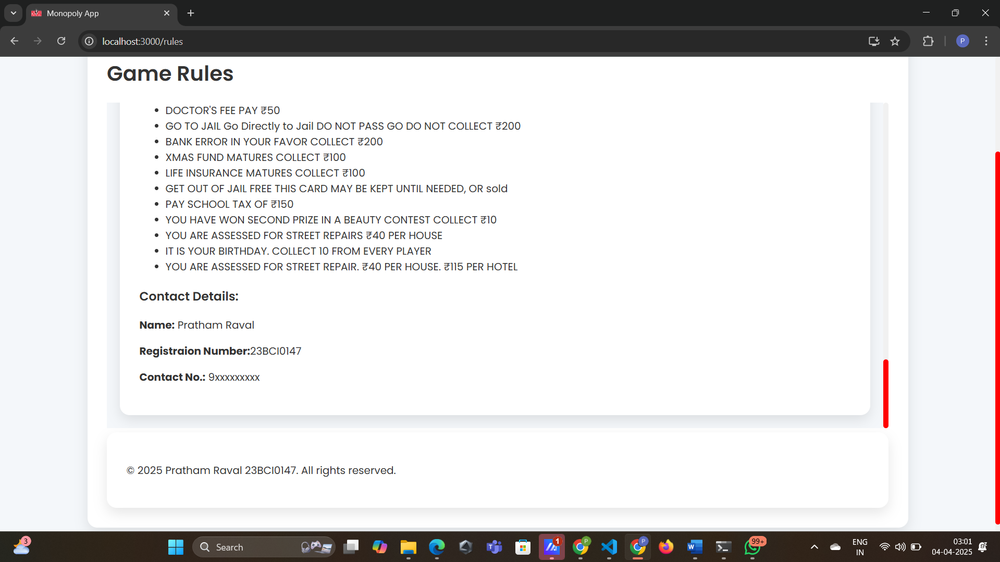 Monopoly App
localhost:3000/rules
P
Game Rules
DOCTOR'S FEE PAY ₹50
GO TO JAIL Go Directly to Jail DO NOT PASS GO DO NOT COLLECT ₹200
BANK ERROR IN YOUR FAVOR COLLECT ₹200
XMAS FUND MATURES COLLECT ₹100
LIFE INSURANCE MATURES COLLECT ₹100
GET OUT OF JAIL FREE THIS CARD MAY BE KEPT UNTIL NEEDED, OR sold
PAY SCHOOL TAX OF ₹150
YOU HAVE WON SECOND PRIZE IN A BEAUTY CONTEST COLLECT ₹10
YOU ARE ASSESSED FOR STREET REPAIRS ₹40 PER HOUSE
IT IS YOUR BIRTHDAY. COLLECT 10 FROM EVERY PLAYER
YOU ARE ASSESSED FOR STREET REPAIR. ₹40 PER HOUSE. ₹115 PER HOTEL
Contact Details:
Name: Pratham Raval
Registraion Number:23BCI0147
Contact No.: 9xxxxxxxxx
© 2025 Pratham Raval 23BCI0147. All rights reserved.
3
Search
1
P
P
99+
ENG
IN
03:01
04-04-2025